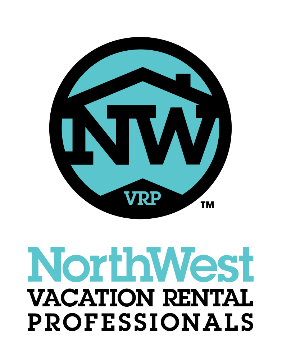 NW
VRP
™
NorthWest
VACATION RENTAL
PROFESSIONALS